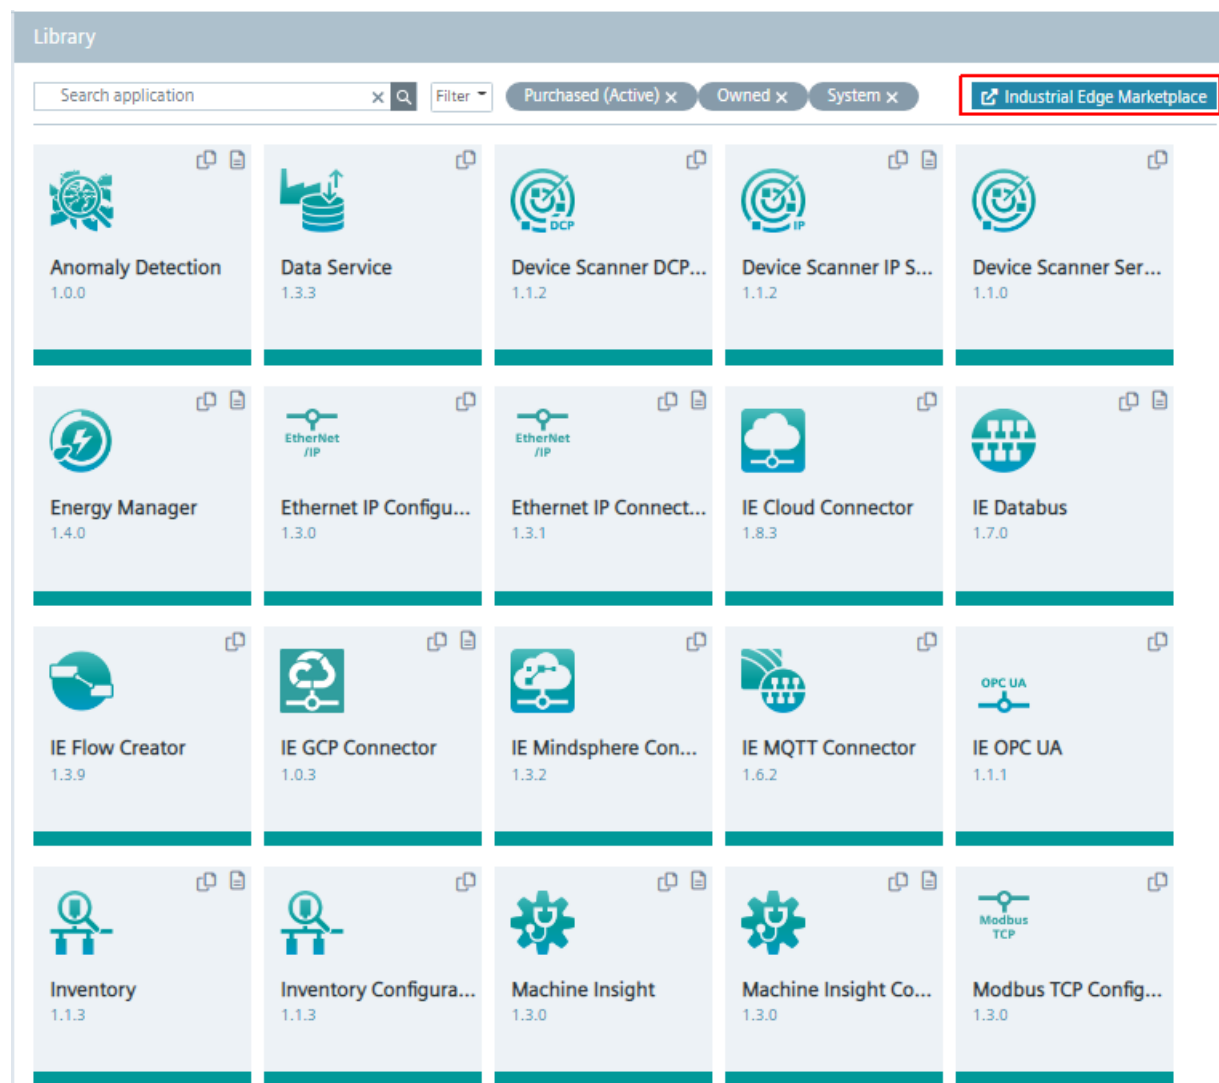 Library
Search application
Filter
Purchased (Active) ×
Owned ×
System ×
Industrial Edge Marketplace
Anomaly Detection
1.0.0
Data Service
1.3.3
DCP
Device Scanner DCP...
1.1.2
IP
Device Scanner IP S...
1.1.2
Device Scanner Ser...
1.1.0
Energy Manager
1.4.0
EtherNet
/IP
Ethernet IP Configu...
1.3.0
EtherNet
/IP
Ethernet IP Connect...
1.3.1
IE Cloud Connector
1.8.3
IE Databus
1.7.0
IE Flow Creator
1.3.9
IE GCP Connector
1.0.3
IE Mindsphere Con...
1.3.2
IE MQTT Connector
1.6.2
OPC UA
IE OPC UA
1.1.1
Inventory
1.1.3
Inventory Configura...
1.1.3
Machine Insight
1.3.0
Machine Insight Co...
1.3.0
Modbus
TCP
Modbus TCP Config...
1.3.0